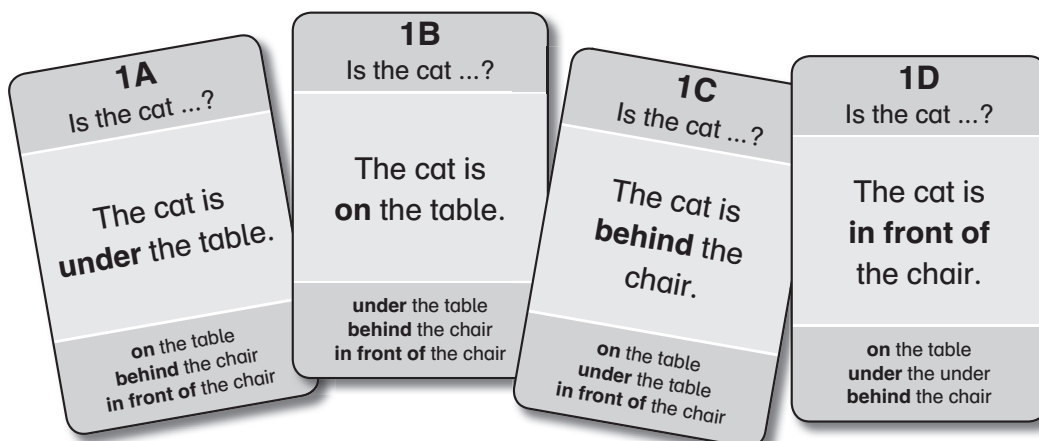 1A
Is the cat ...?
The cat is
under the table.
on the table
behind the chair
in front of the chair
1B
Is the cat ...?
The cat is
on the table.
under the table
behind the chair
in front of the chair
1C
Is the cat ...?
The cat is
behind the
chair.
on the table
under the table
in front of the chair
1D
Is the cat ...?
The cat is
in front of
the chair.
on the table
under the under
behind the chair